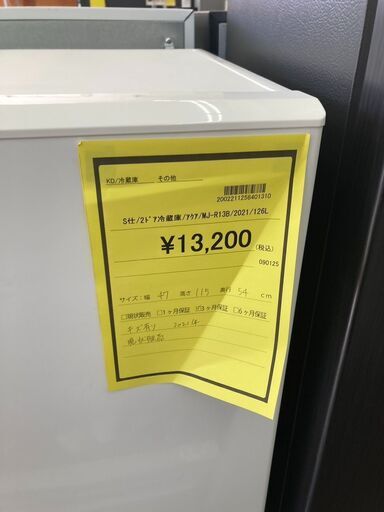 KD/冷蔵庫 その他
2002211256401310
S仕/2ドア冷蔵庫/アクア/MJ-R13B/2021/126L
¥13,200(税込)
090125
サイズ:幅 47 高さ 115 奥行 54 cm
□現状販売 □1ヶ月保証 ☑3ヶ月保証 □6ヶ月保証
キズ有り 2021年